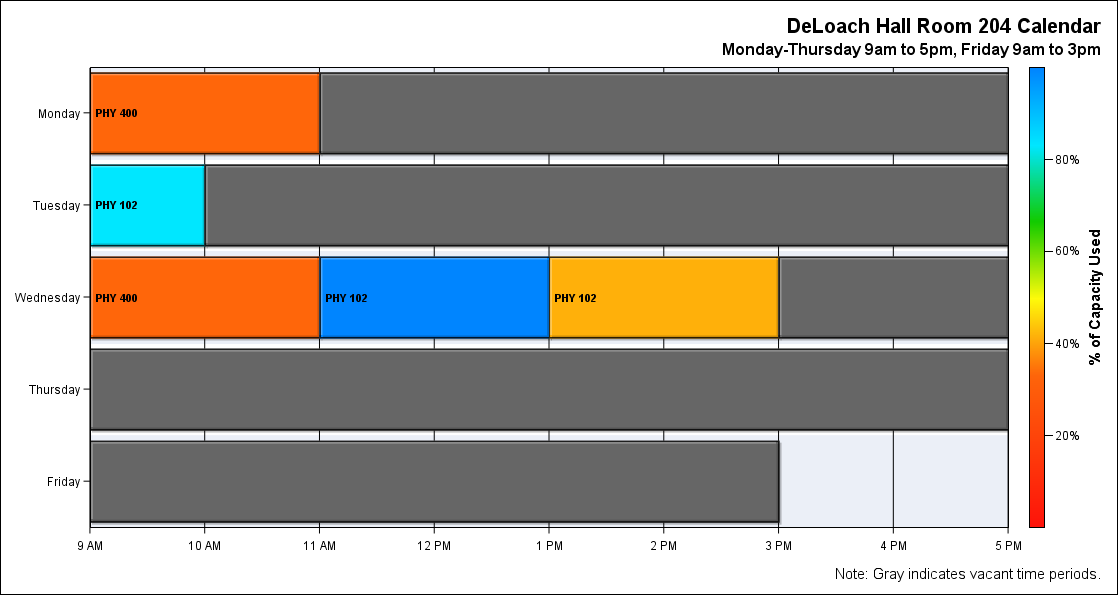 DeLoach Hall Room 204 Calendar
Monday-Thursday 9am to 5pm, Friday 9am to 3pm
Monday
PHY 400
Tuesday
PHY 102
Wednesday
PHY 400
PHY 102
PHY 102
Thursday
Friday
9 AM
10 AM
11 AM
12 PM
1 PM
2 PM
3 PM
4 PM
5 PM
80%
60%
40%
20%
% of Capacity Used
Note: Gray indicates vacant time periods.